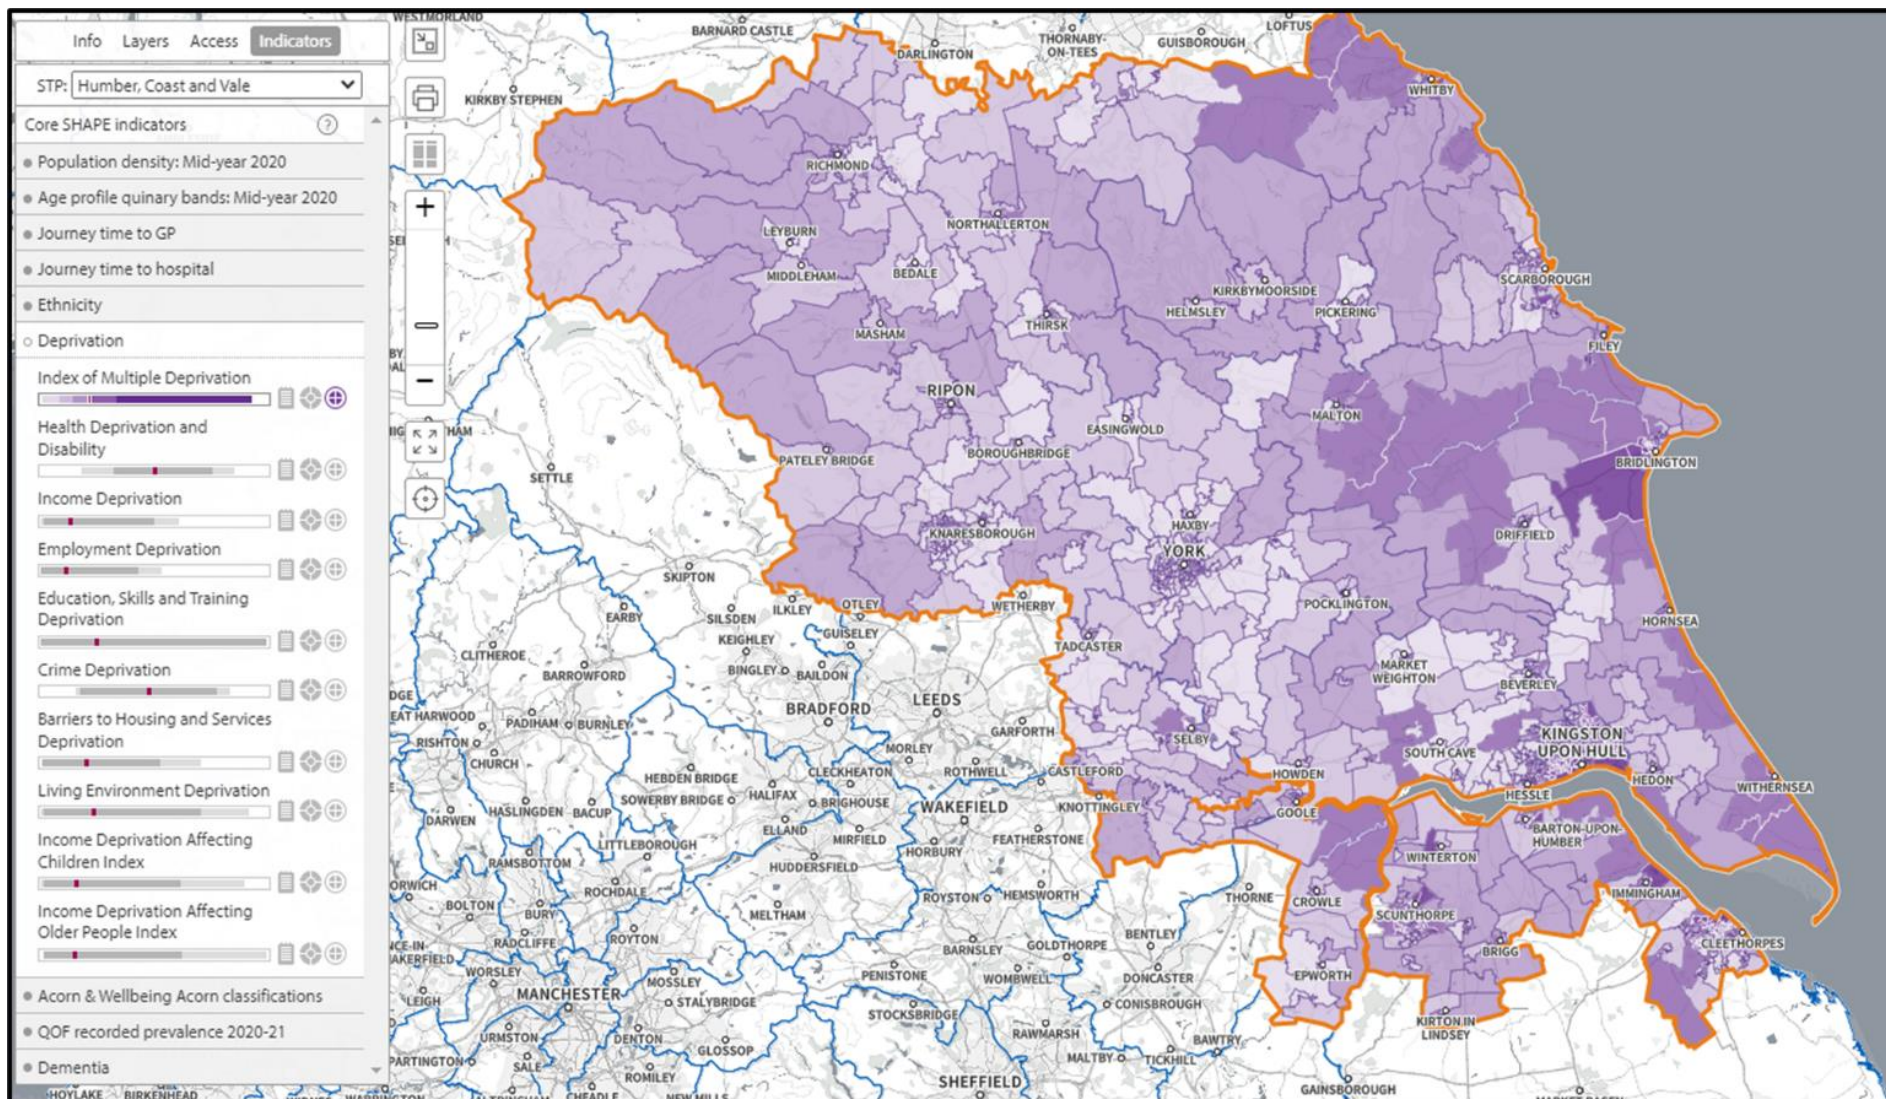 Info Layers Access Indicators
STP: Humber, Coast and Vale
Core SHAPE indicators ?
Population density: Mid-year 2020
Age profile quinary bands: Mid-year 2020
Journey time to GP
Journey time to hospital
Ethnicity
Deprivation
Index of Multiple Deprivation
Health Deprivation and
Disability
Income Deprivation
Employment Deprivation
Education, Skills and Training
Deprivation
Crime Deprivation
Barriers to Housing and Services
Deprivation
Living Environment Deprivation
Income Deprivation Affecting
Children Index
Income Deprivation Affecting
Older People Index
Acorn & Wellbeing Acorn classifications
QOF recorded prevalence 2020-21
Dementia
WESTMORLAND
BARNARD CASTLE
DARLINGTON
THORNABY-
ON-TEES
GUISBOROUGH
LOFTUS
KIRKBY STEPHEN
WHITBY
RICHMOND
LEYBURN
NORTHALLERTON
MIDDLEHAM
BEDALE
SCARBOROUGH
KIRKBYMOORSIDE
HELMSLEY
PICKERING
MASHAM
THIRSK
FILEY
RIPON
MALTON
EASINGWOLD
PATELEY BRIDGE
BOROUGHBRIDGE
BRIDLINGTON
SETTLE
KNARESBOROUGH
HAXBY
YORK
DRIFFIELD
SKIPTON
ILKLEY
OTLEY
WETHERBY
POCKLINGTON
EARBY
SILSDEN
GUISELEY
HORNSEA
KEIGHLEY
TADCASTER
CLITHEROE
BARROWFORD
BINGLEY
BAILDON
MARKET
WEIGHTON
BEVERLEY
LEEDS
BRADFORD
PADIHAM
BURNLEY
GARFORTH
SELBY
KINGSTON
UPON HULL
RISHTON
CHURCH
MORLEY
SOUTH CAVE
HEBDEN BRIDGE
CLECKHEATON
ROTHWELL
CASTLEFORD
HOWDEN
HEDON
WITHERNSEA
HASLINGDEN
BACUP
SOWERBY BRIDGE
HALIFAX
BRIGHOUSE
WAKEFIELD
KNOTTINGLEY
GOOLE
HESSLE
DARWEN
ELLAND
MIRFIELD
FEATHERSTONE
BARTON-UPON-
HUMBER
LITTLEBOROUGH
HORBURY
WINTERTON
RAMSBOTTOM
HUDDERSFIELD
ROCHDALE
ROYSTON
HEMSWORTH
THORNE
CROWLE
IMMINGHAM
BOLTON
BURY
MELTHAM
SCUNTHORPE
RADCLIFFE
ROYTON
BARNSLEY
GOLDTHORPE
BENTLEY
BRIGG
CLEETHORPES
WORSLEY
MOSSLEY
PENISTONE
WOMBWELL
DONCASTER
EPWORTH
LEIGH
MANCHESTER
STALYBRIDGE
STOCKSBRIDGE
CONISBROUGH
KIRTON IN
LINDSEY
URMSTON
DENTON
GLOSSOP
RAWMARSH
BAWTRY
PARTINGTON
SALE
ROMILEY
MALTBY
TICKHILL
SHEFFIELD
GAINSBOROUGH
HOYLAKE
BIRKENHEAD
CHEADLE
NEW MILLS